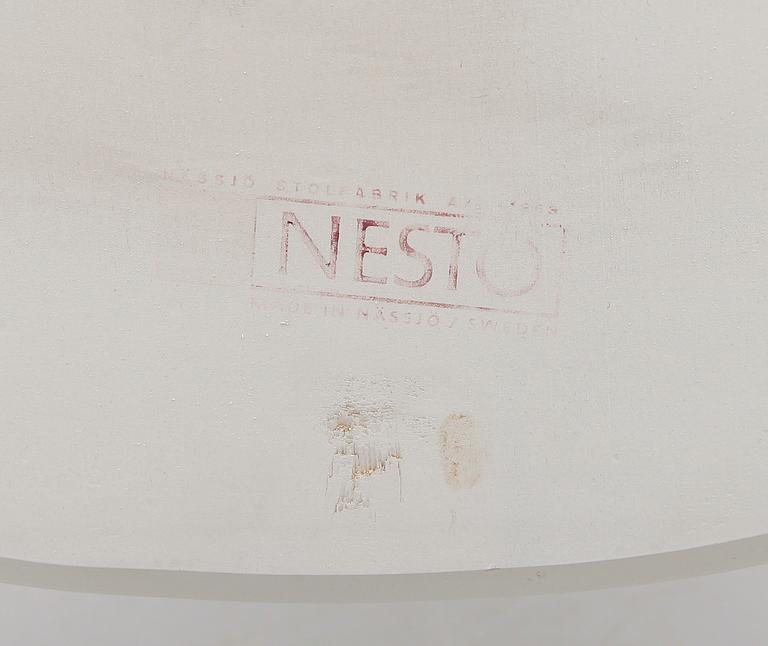 NÄSSJÖ STOLFABRIK
NESTO
MADE IN NÄSSJÖ / SWEDEN